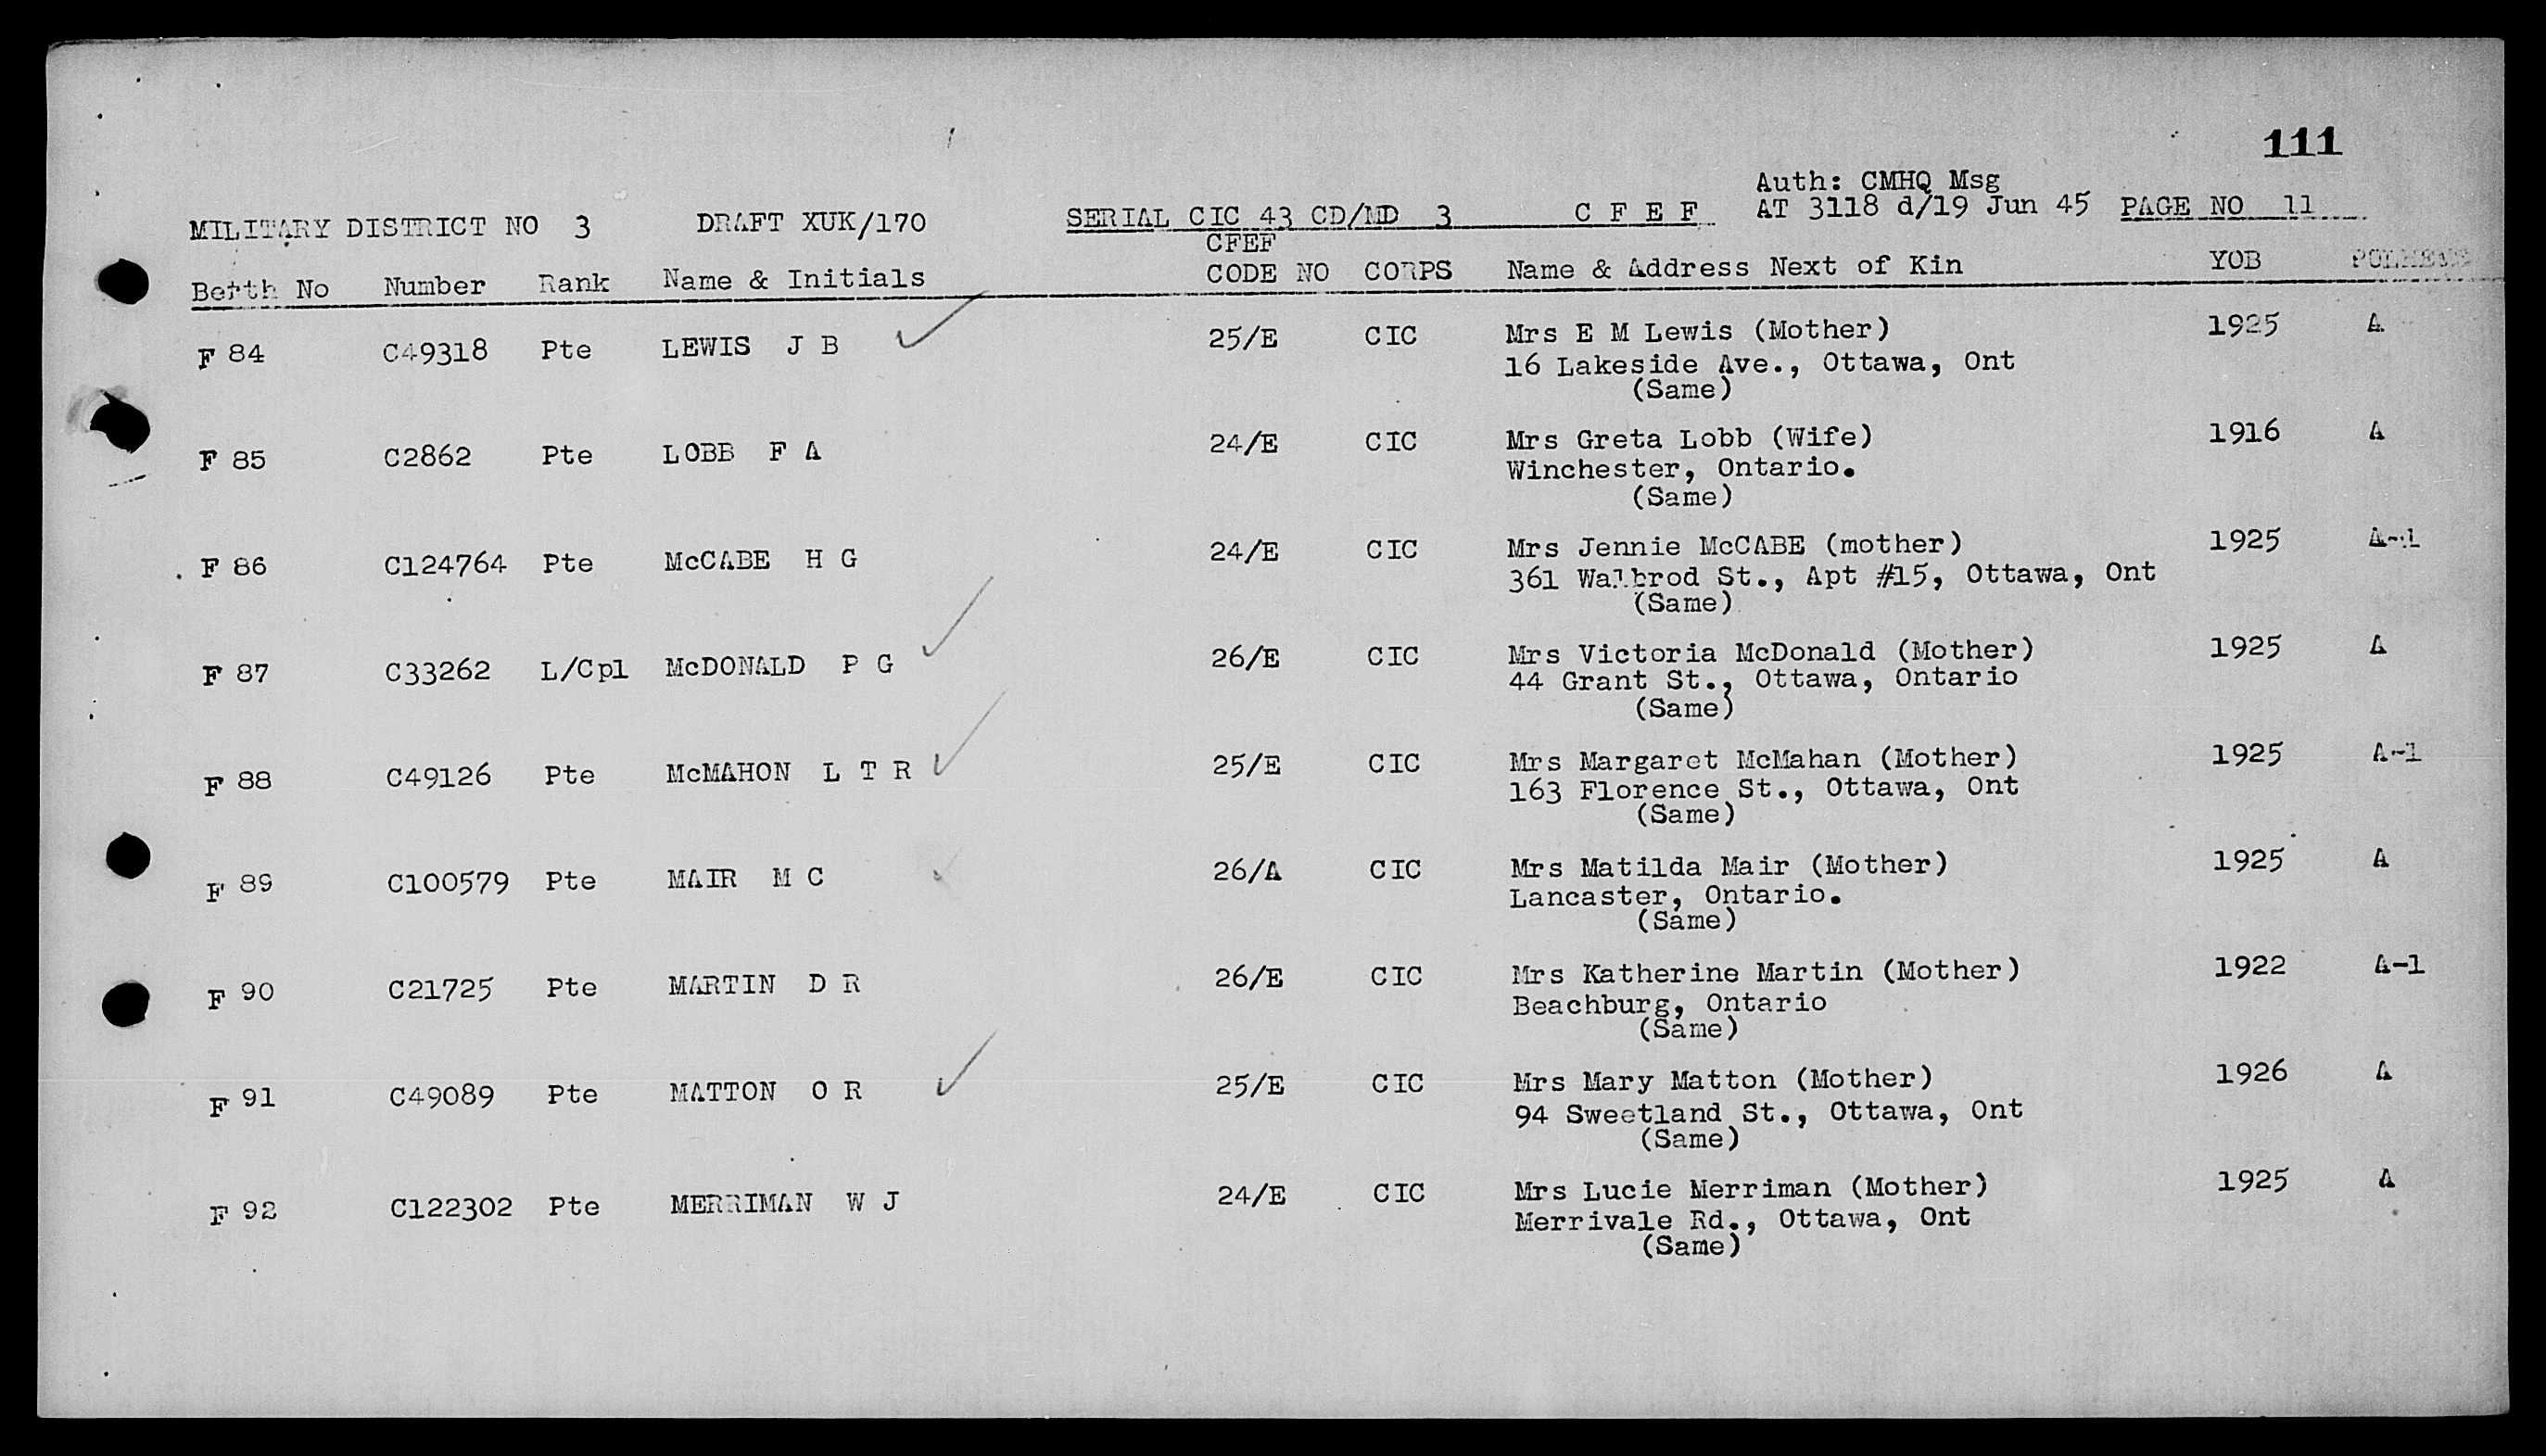 111
Auth: CMHQ Msg
MILITARY DISTRICT NO 3 DRAFT XUK/170 SERIAL CIC 43 CD/MD 3 C F E F AT 3118 d/19 Jun 45 PAGE NO 11
CFEF
Berth No Number Rank Name & Initials CODE NO CORPS Name & Address Next of Kin YOB PULHEMS
F 84 C49318 Pte LEWIS J B 25/E CIC Mrs E M Lewis (Mother) 1925 A
16 Lakeside Ave., Ottawa, Ont
(Same)
F 85 C2862 Pte LOBB F A 24/E CIC Mrs Greta Lobb (Wife) 1916 A
Winchester, Ontario.
(Same)
F 86 C124764 Pte McCABE H G 24/E CIC Mrs Jennie McCABE (mother) 1925 A-1
361 Walbrod St., Apt #15, Ottawa, Ont
(Same)
F 87 C33262 L/Cpl McDONALD P G 26/E CIC Mrs Victoria McDonald (Mother) 1925 A
44 Grant St., Ottawa, Ontario
(Same)
F 88 C49126 Pte McMAHON L T R 25/E CIC Mrs Margaret McMahan (Mother) 1925 A-1
163 Florence St., Ottawa, Ont
(Same)
F 89 C100579 Pte MAIR M C 26/A CIC Mrs Matilda Mair (Mother) 1925 A
Lancaster, Ontario.
(Same)
F 90 C21725 Pte MARTIN D R 26/E CIC Mrs Katherine Martin (Mother) 1922 A-1
Beachburg, Ontario
(Same)
F 91 C49089 Pte MATTON O R 25/E CIC Mrs Mary Matton (Mother) 1926 A
94 Sweetland St., Ottawa, Ont
(Same)
F 92 C122302 Pte MERRIMAN W J 24/E CIC Mrs Lucie Merriman (Mother) 1925 A
Merrivale Rd., Ottawa, Ont
(Same)